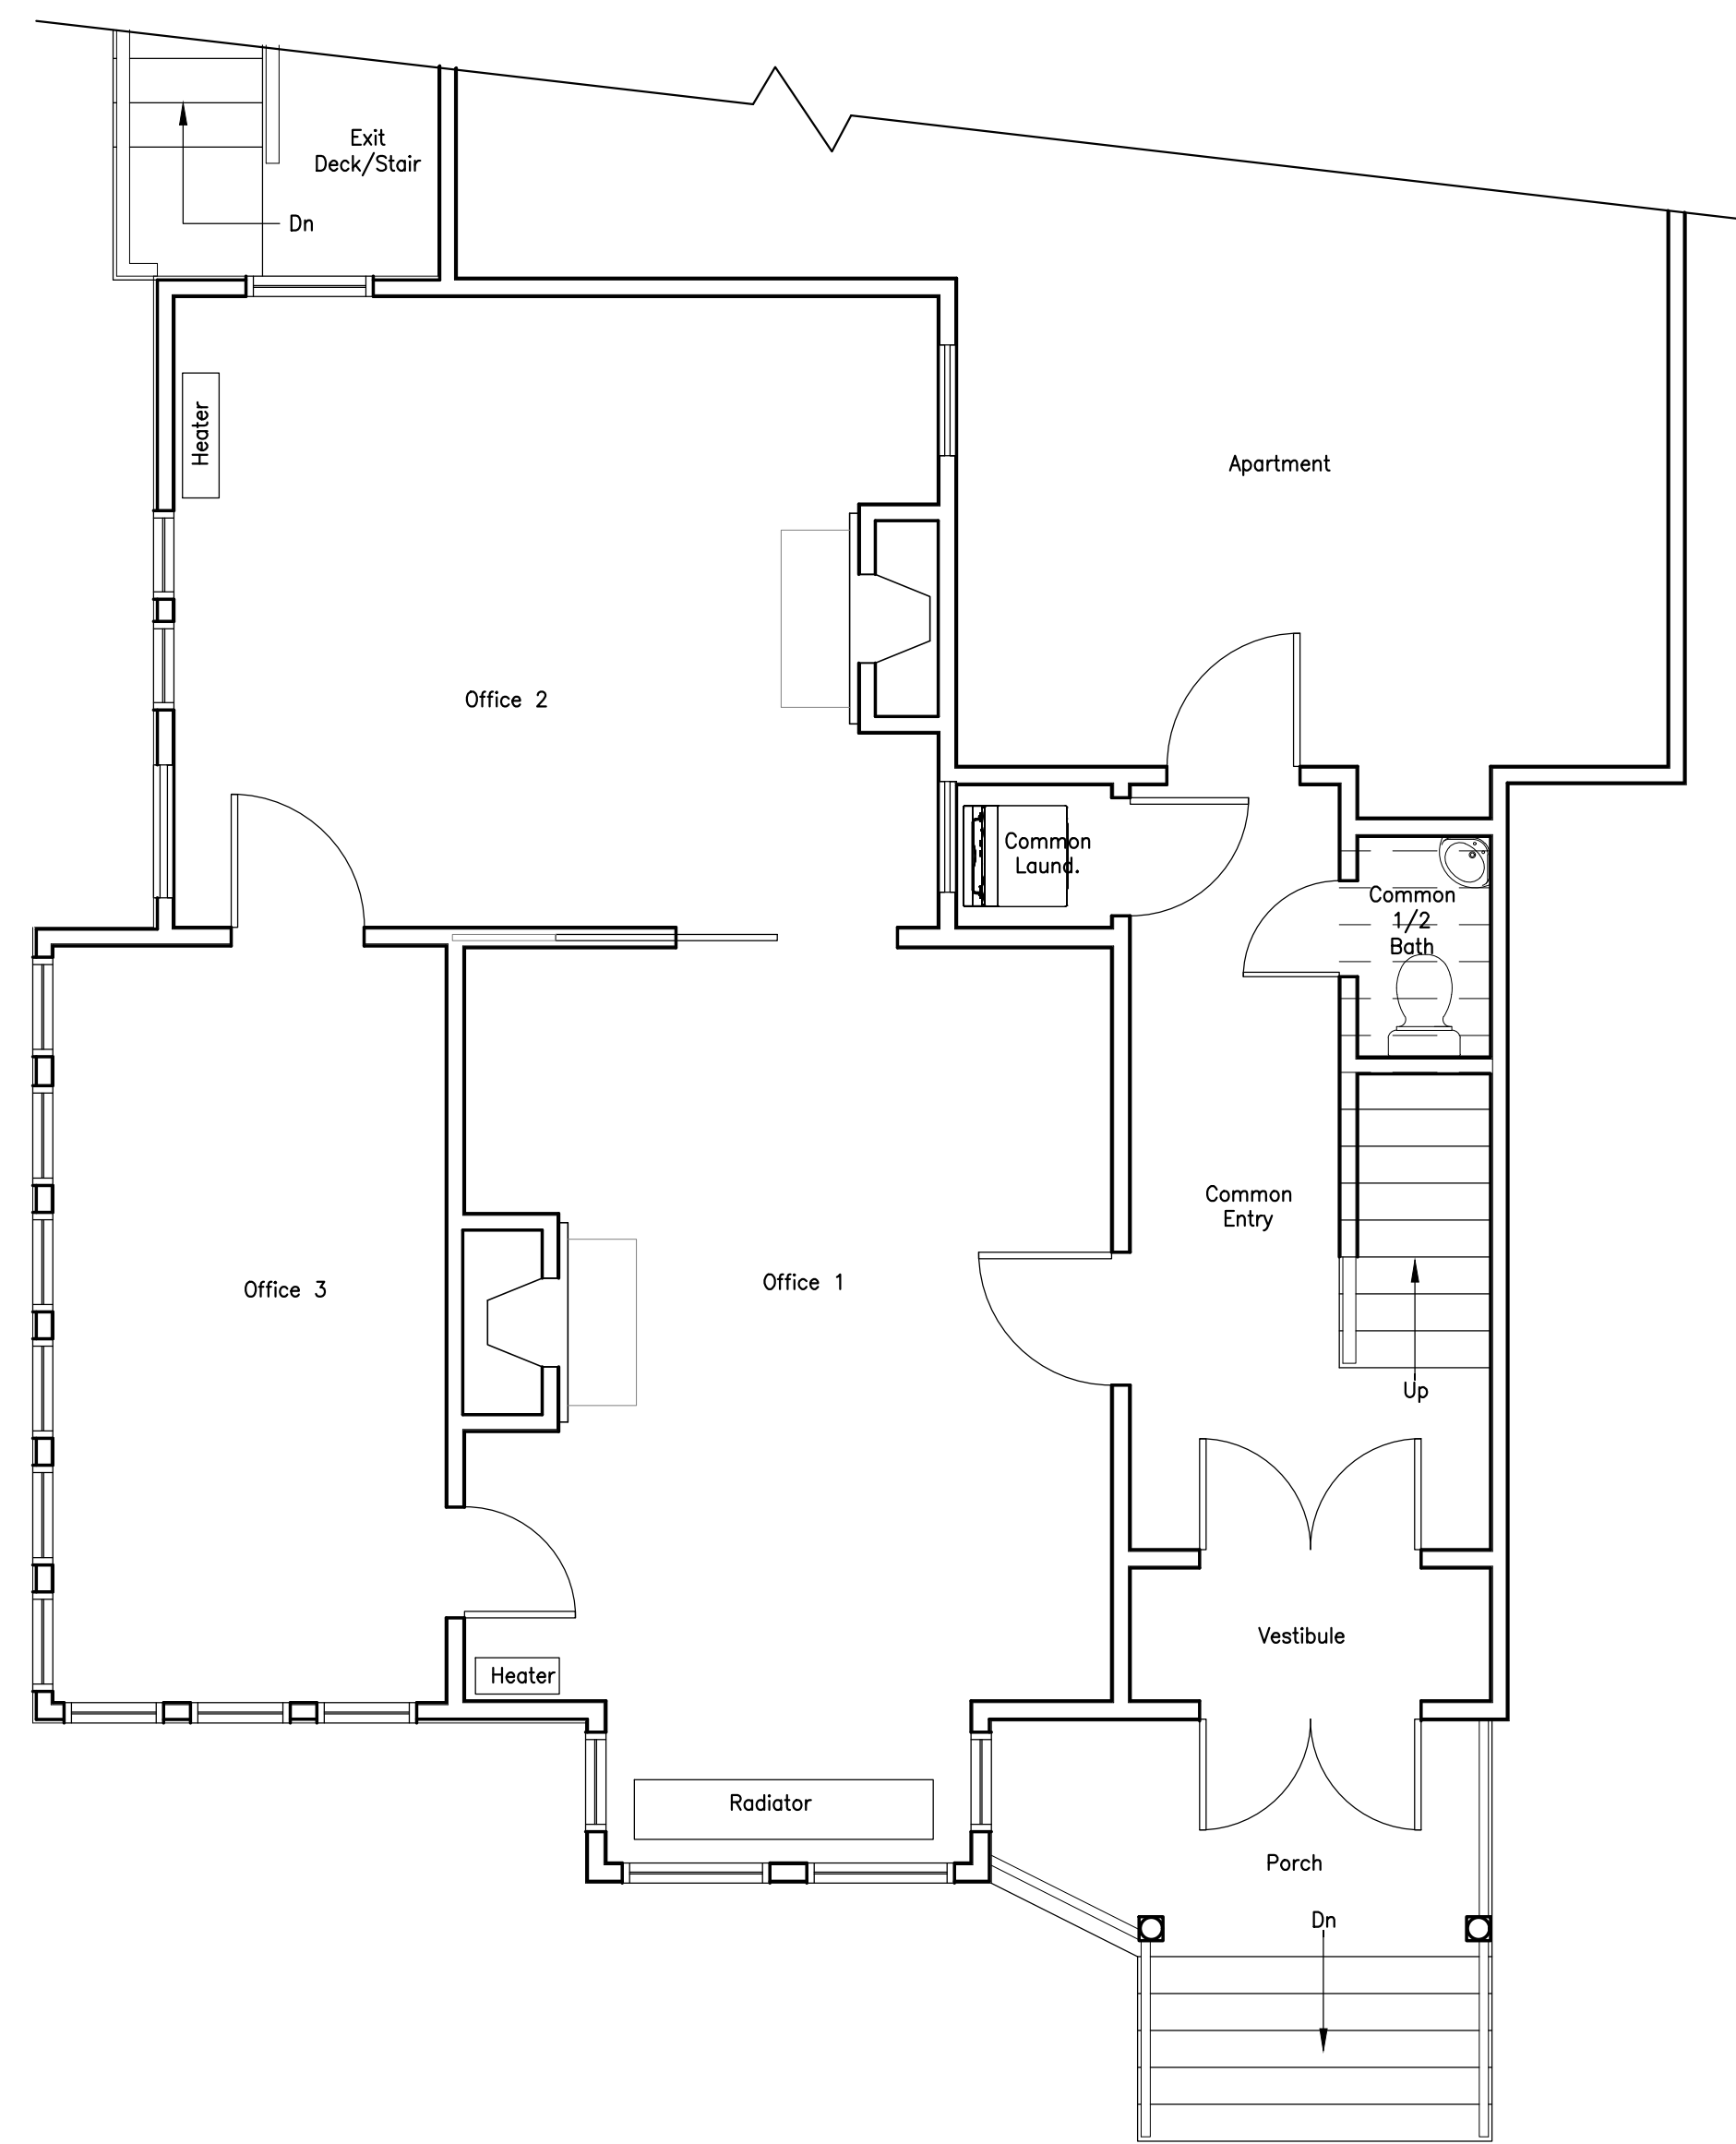 Exit
Deck/Stair
Dn
Heater
Apartment
Office 2
Common
Laund.
Common
1/2
Bath
Common
Entry
Office 3
Office 1
Up
Vestibule
Heater
Radiator
Porch
Dn